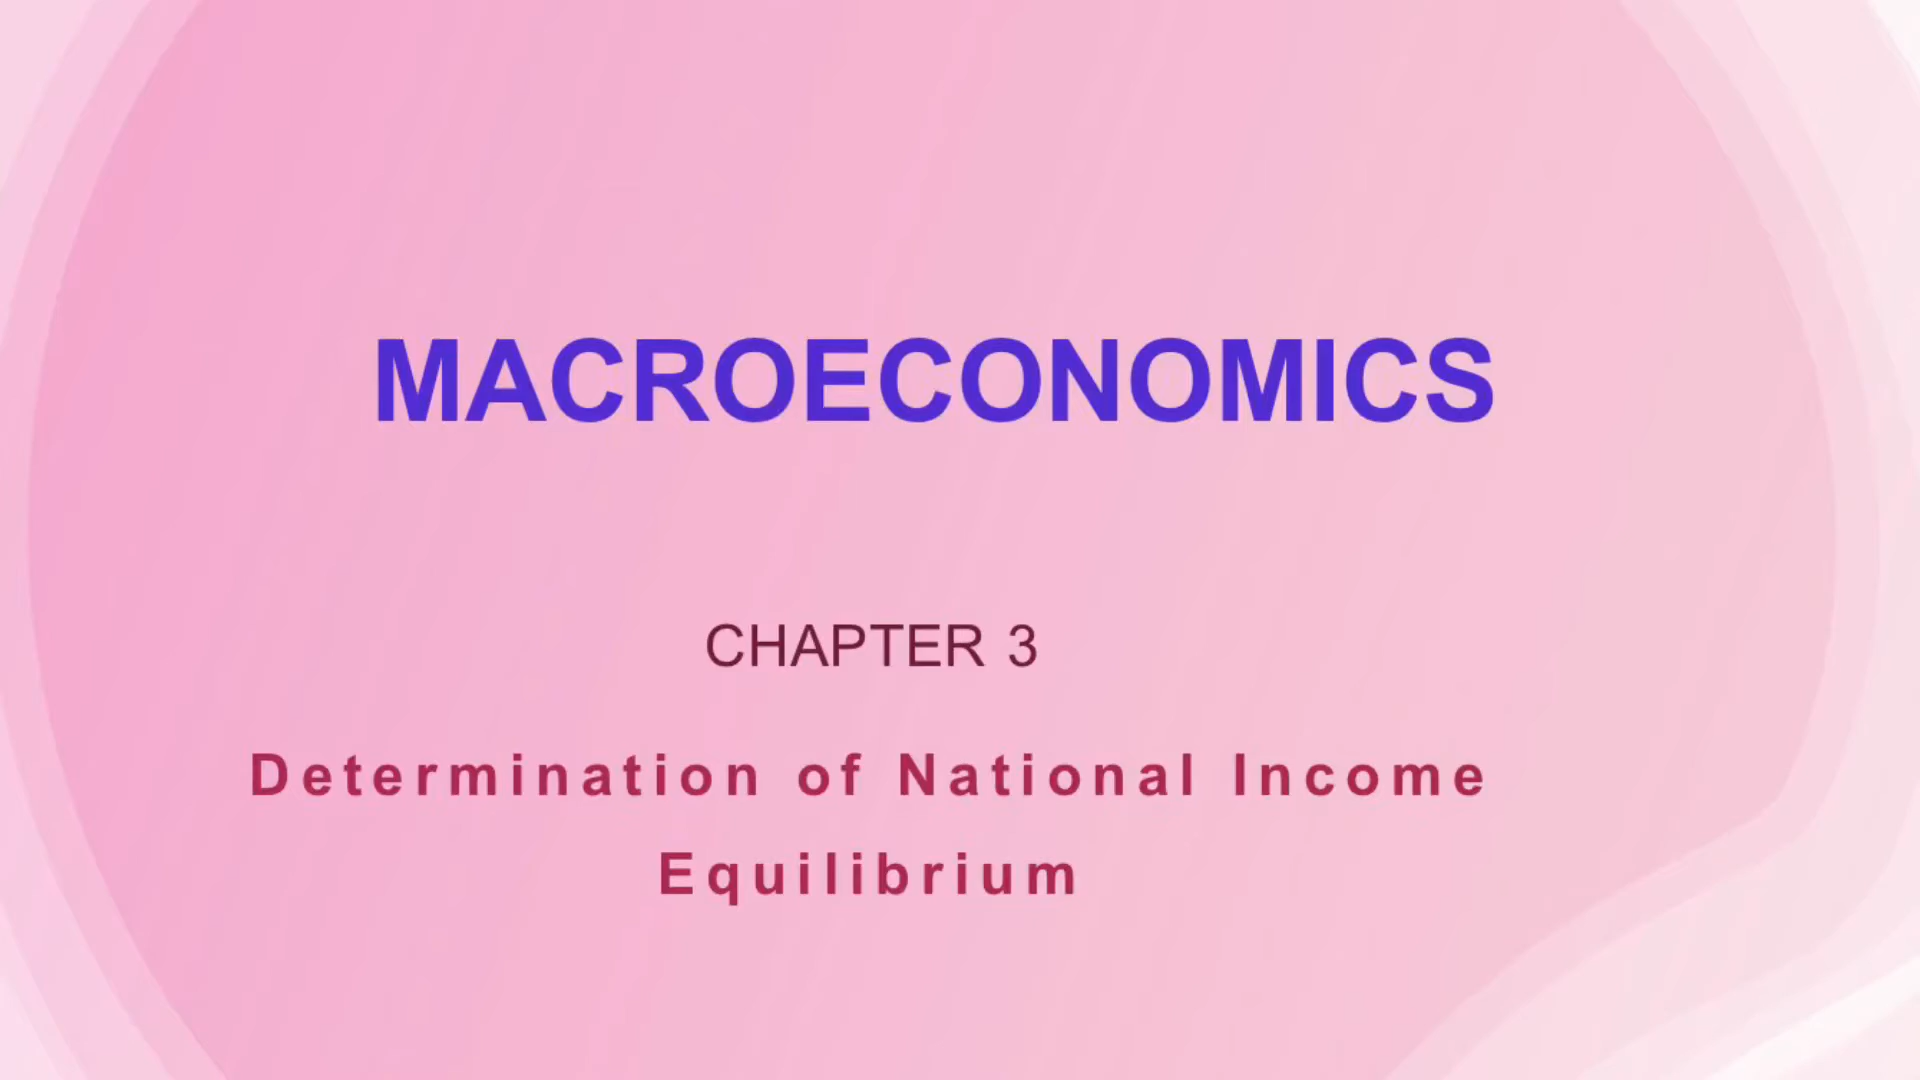 MACROECONOMICS
CHAPTER 3
Determination of National Income
Equilibrium